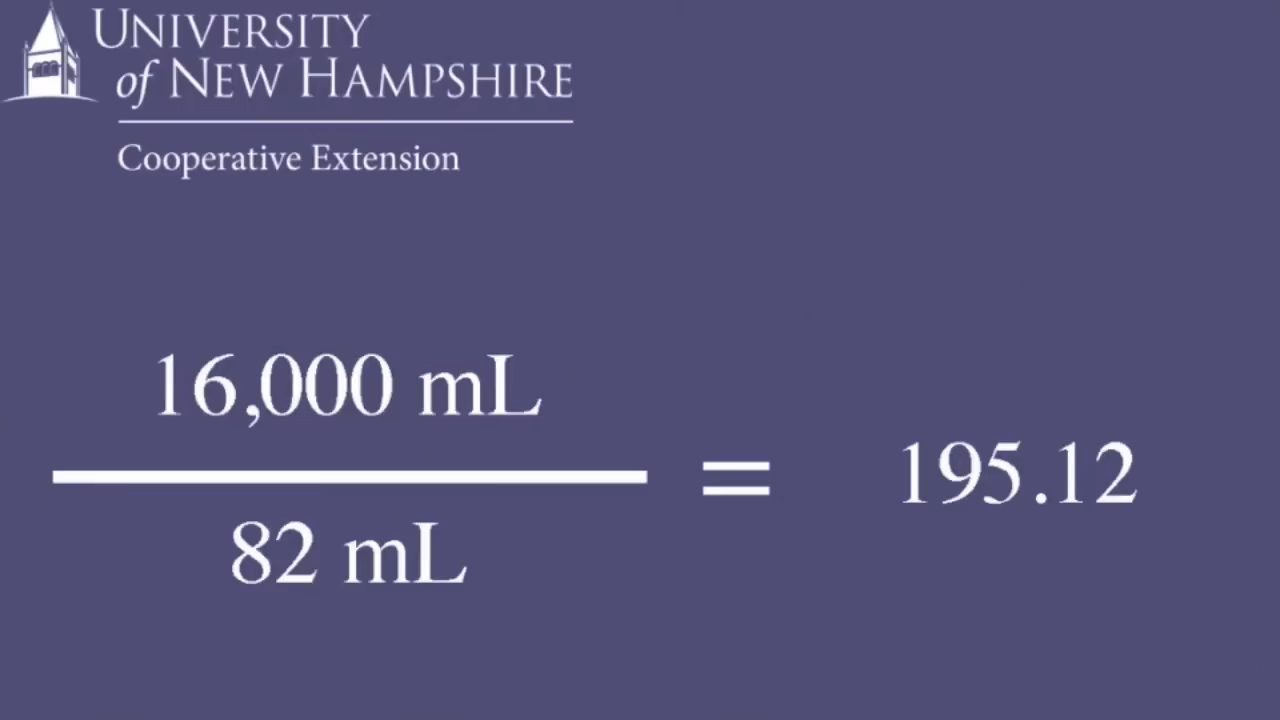 UNIVERSITY
of NEW HAMPSHIRE
Cooperative Extension
16,000 mL
82 mL
= 195.12